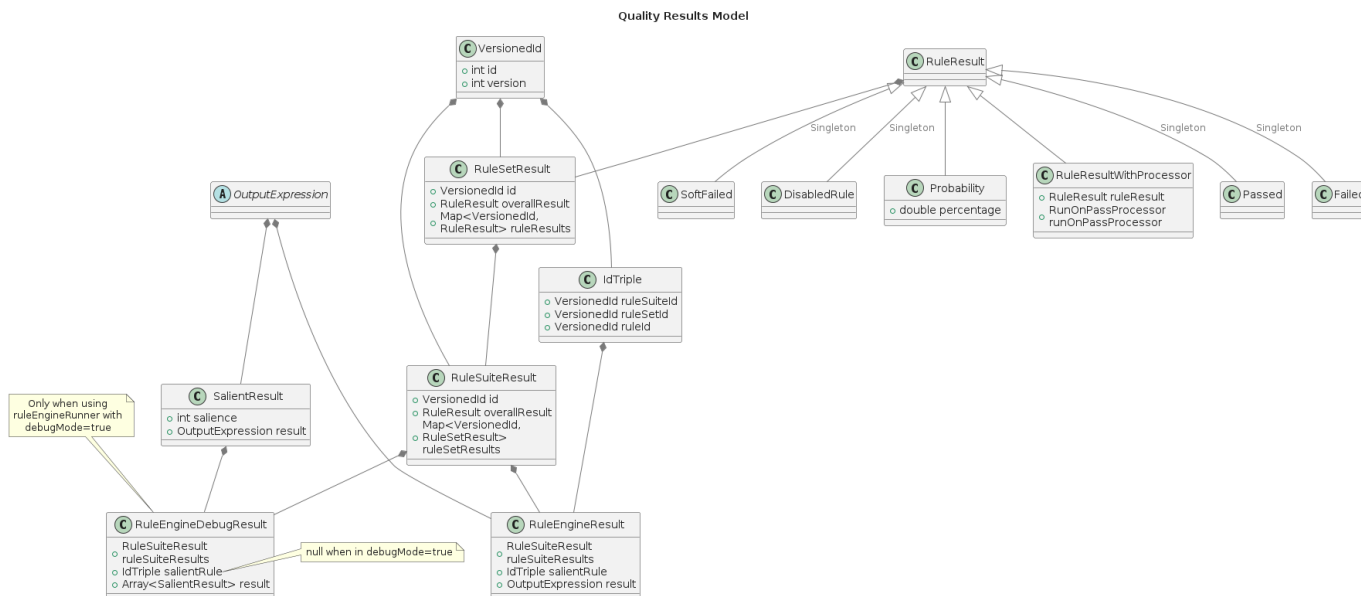 Quality Results Model
C VersionedId
int id
int version
C RuleResult
Singleton
Singleton
Singleton
Singleton
C RuleSetResult
VersionedId id
RuleResult overallResult
Map<VersionedId,
RuleResult> ruleResults
A OutputExpression
C SoftFailed
C DisabledRule
C Probability
double percentage
C RuleResultWithProcessor
RuleResult ruleResult
RunOnPassProcessor
runOnPassProcessor
C Passed
C Failed
C IdTriple
VersionedId ruleSuiteId
VersionedId ruleSetId
VersionedId ruleId
C RuleSuiteResult
VersionedId id
RuleResult overallResult
Map<VersionedId,
RuleSetResult>
ruleSetResults
C SalientResult
int salience
OutputExpression result
Only when using
ruleEngineRunner with
debugMode=true
C RuleEngineDebugResult
RuleSuiteResult
ruleSuiteResults
IdTriple salientRule
Array<SalientResult> result
null when in debugMode=true
C RuleEngineResult
RuleSuiteResult
ruleSuiteResults
IdTriple salientRule
OutputExpression result